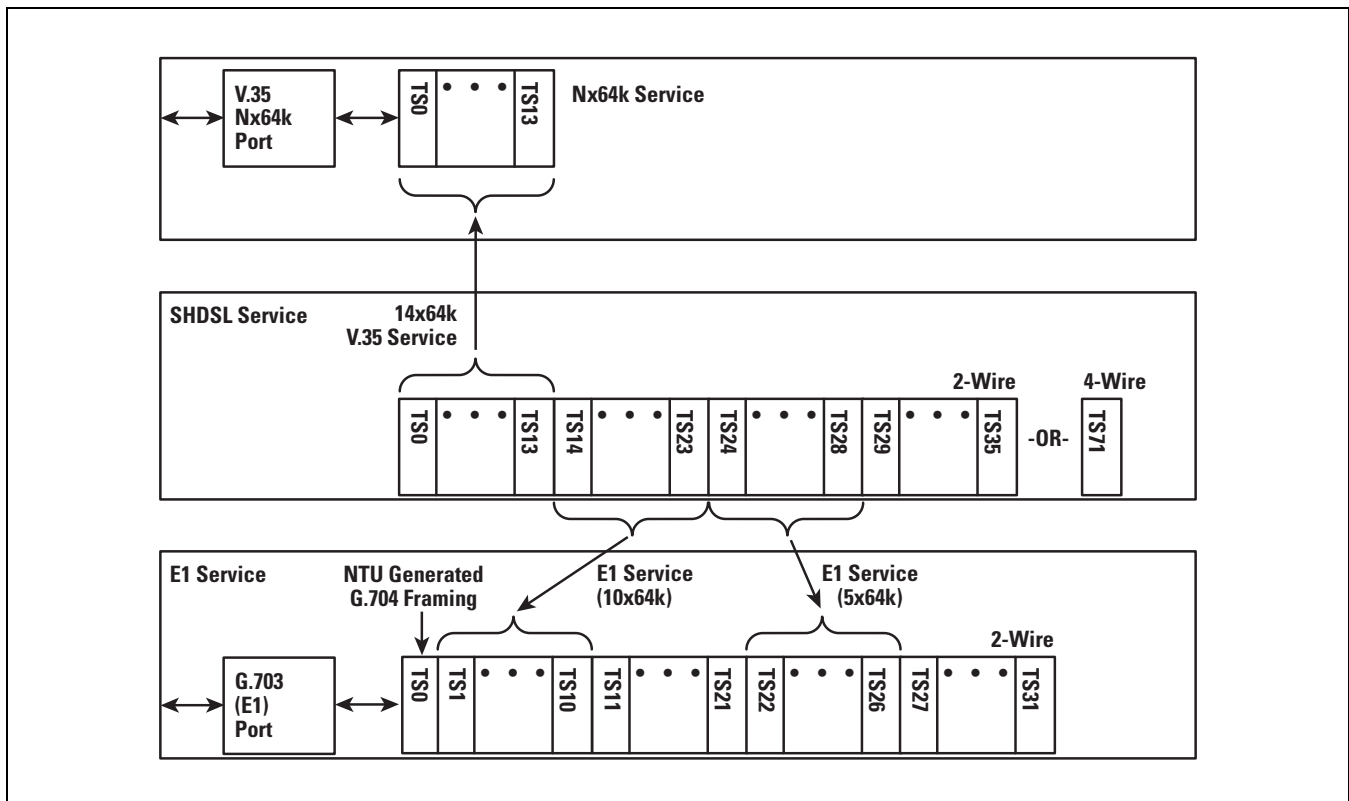 V.35
Nx64k
Port
TS0
• • •
TS13
Nx64k Service
SHDSL Service
14x64k
V.35 Service
2-Wire
4-Wire
TS0
• • •
TS13
TS14
• • •
TS23
TS24
• • •
TS28
TS29
• • •
TS35
-OR-
TS71
E1 Service
NTU Generated
G.704 Framing
E1 Service
(10x64k)
E1 Service
(5x64k)
2-Wire
G.703
(E1)
Port
TS0
TS1
• • •
TS10
TS11
• • •
TS21
TS22
• • •
TS26
TS27
• • •
TS31